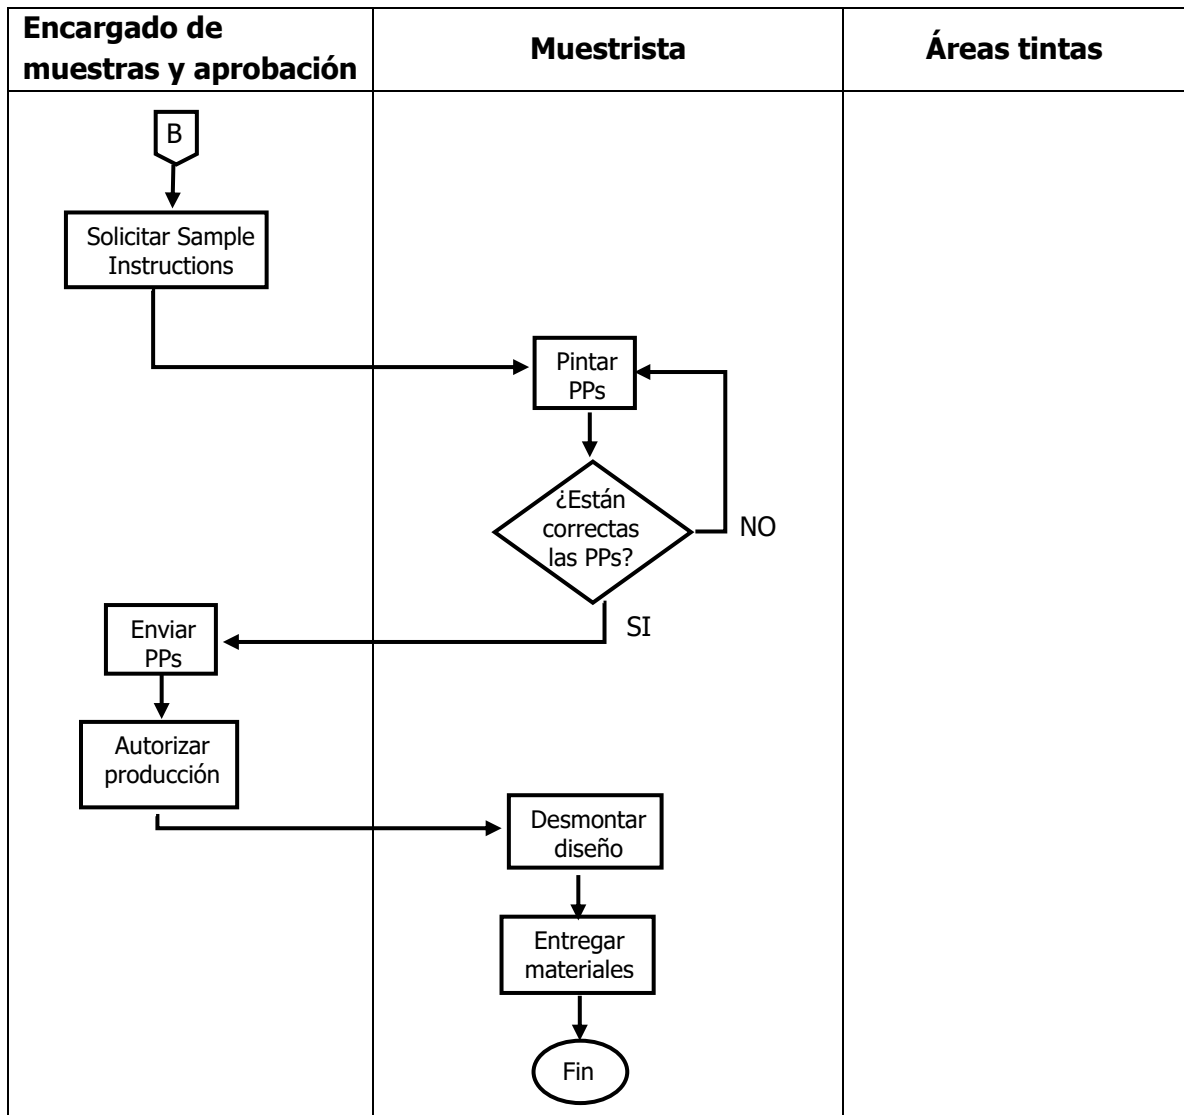 Encargado de
muestras y aprobación
Muestrista
Áreas tintas
B
Solicitar Sample
Instructions
Pintar
PPs
¿Están
correctas
las PPs?
NO
SI
Enviar
PPs
Autorizar
producción
Desmontar
diseño
Entregar
materiales
Fin